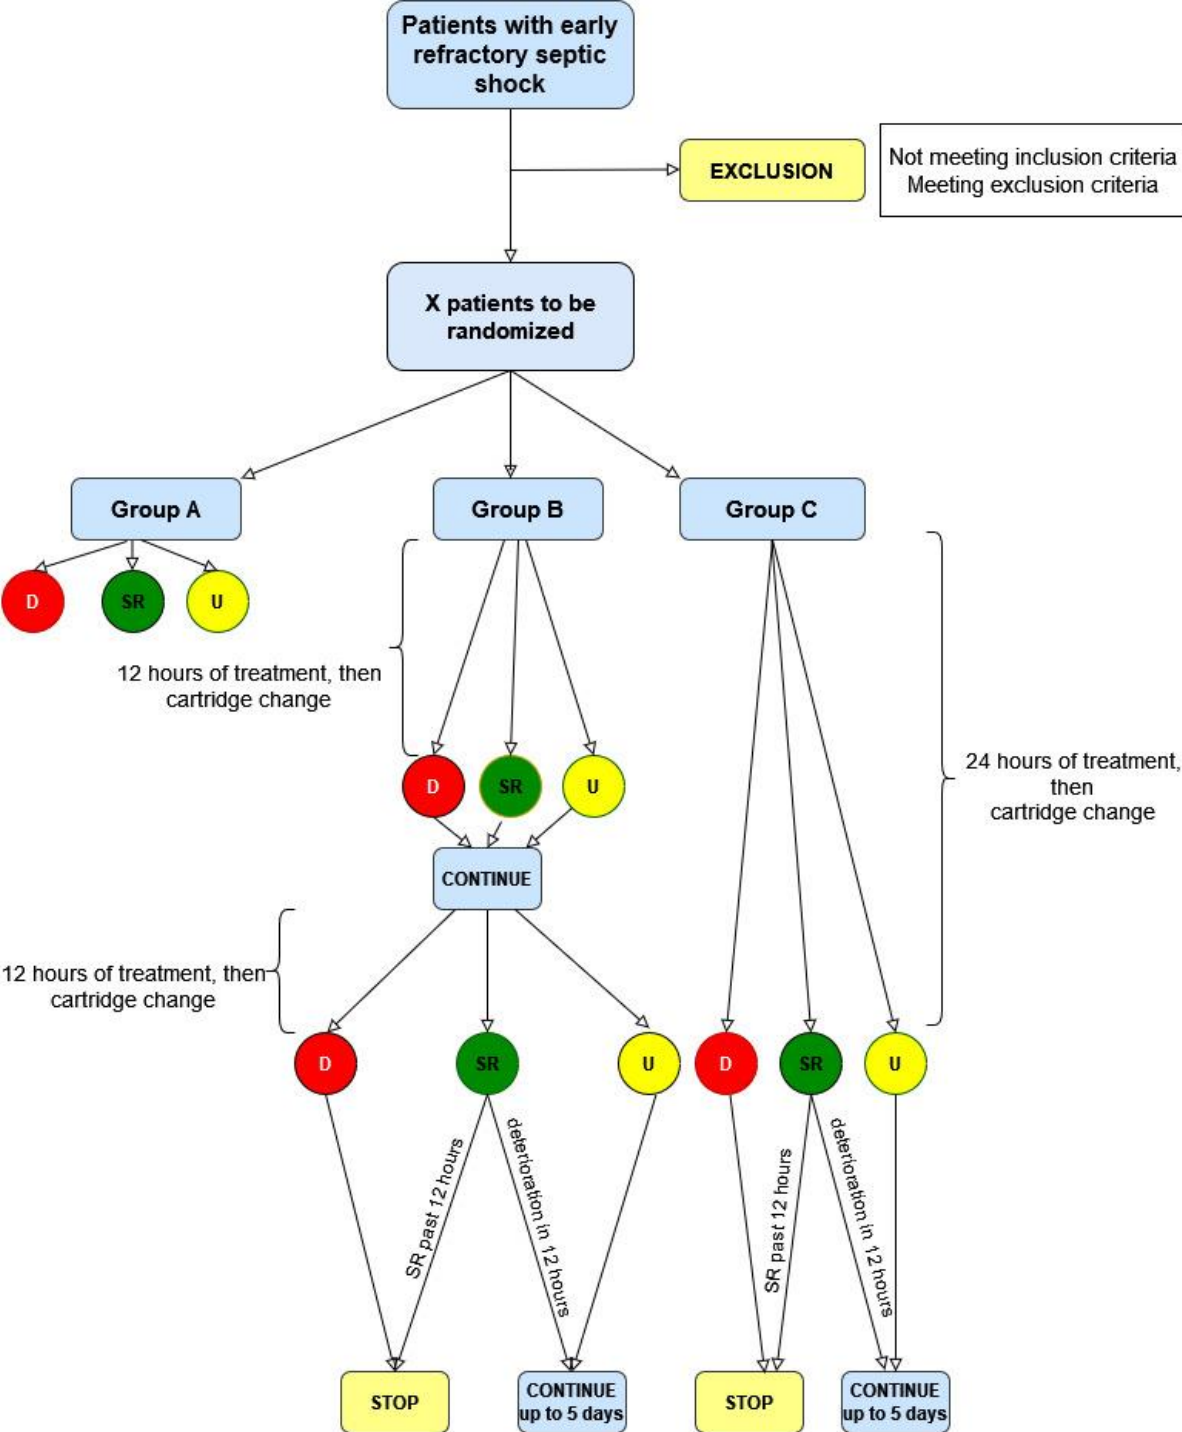 Patients with early
refractory septic
shock
EXCLUSION
Not meeting inclusion criteria
Meeting exclusion criteria
X patients to be
randomized
Group A
Group B
Group C
D
SR
U
12 hours of treatment, then
cartridge change
D
SR
U
24 hours of treatment,
then
cartridge change
CONTINUE
12 hours of treatment, then
cartridge change
D
SR
U
D
SR
U
SR past 12 hours
deterioration in 12 hours
SR past 12 hours
deterioration in 12 hours
STOP
CONTINUE
up to 5 days
STOP
CONTINUE
up to 5 days